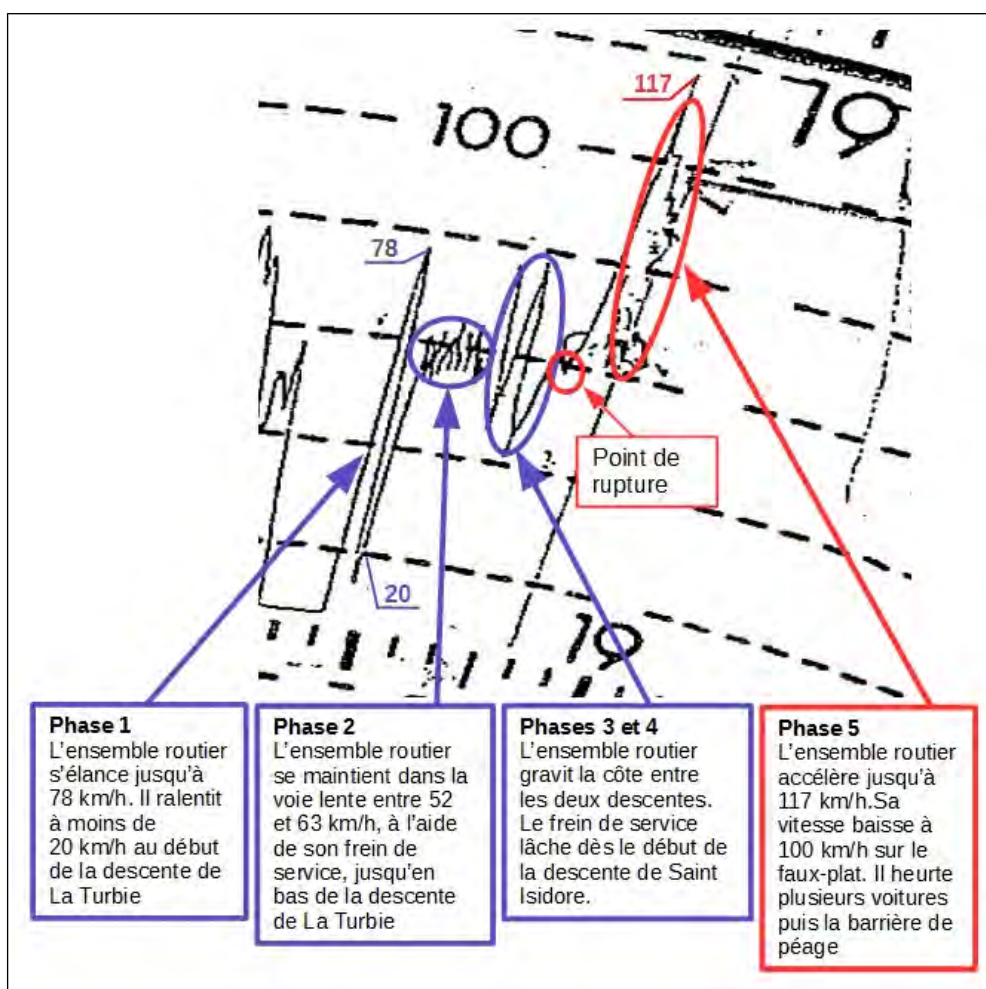 117
100
19
78
Point de
rupture
20
19
Phase 1
L'ensemble routier
s'élance jusqu'à
78 km/h. Il ralentit
à moins de
20 km/h au début
de la descente de
La Turbie
Phase 2
L'ensemble routier
se maintient dans la
voie lente entre 52
et 63 km/h, à l'aide
de son frein de
service, jusqu'en
bas de la descente
de La Turbie
Phases 3 et 4
L'ensemble routier
gravit la côte entre
les deux descentes.
Le frein de service
lâche dès le début de
la descente de Saint
Isidore.
Phase 5
L'ensemble routier
accélère jusqu'à
117 km/h.Sa
vitesse baisse à
100 km/h sur le
faux-plat. Il heurte
plusieurs voitures
puis la barrière de
péage